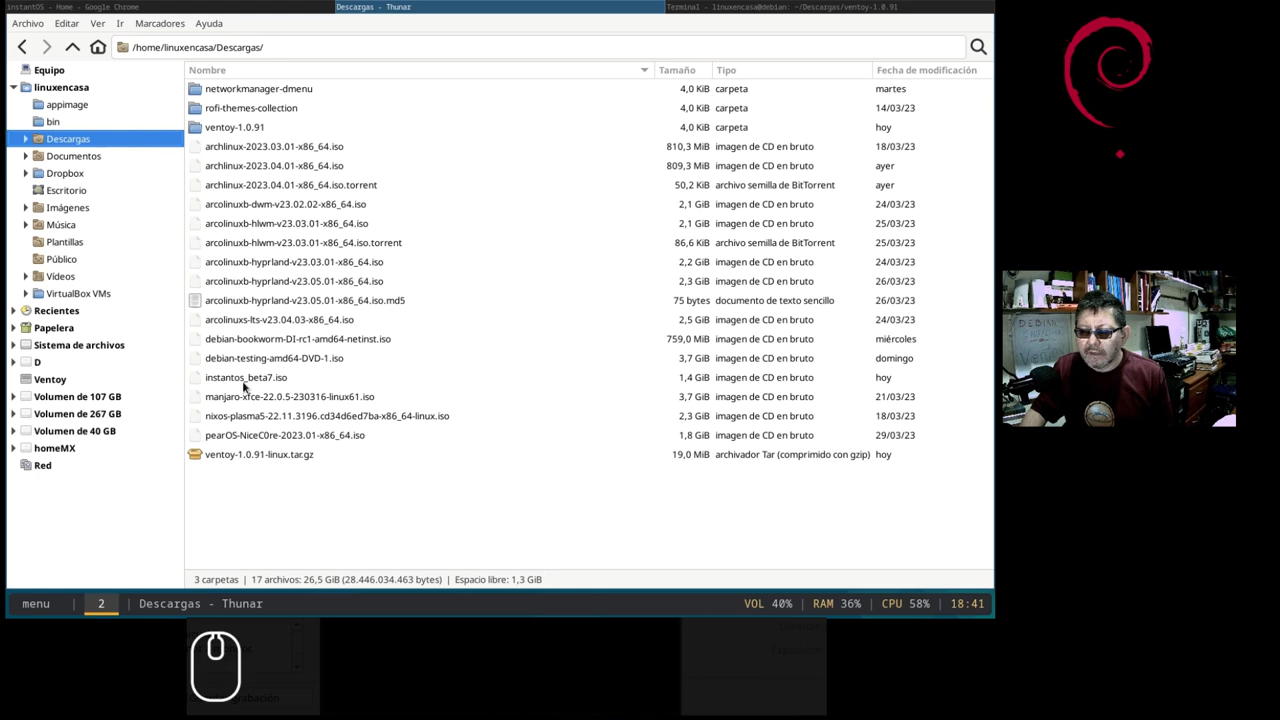 instantOS - Home - Google Chrome
Descargas - Thunar
Terminal - linuxencasa@debian: ~/Descargas/ventoy-1.0.91
Archivo Editar Ver Ir Marcadores Ayuda
/home/linuxencasa/Descargas/
Equipo
linuxencasa
appimage
bin
Descargas
Documentos
Dropbox
Escritorio
Imágenes
Música
Plantillas
Público
Vídeos
VirtualBox VMs
Recientes
Papelera
Sistema de archivos
D
Ventoy
Volumen de 107 GB
Volumen de 267 GB
Volumen de 40 GB
homeMX
Red
Nombre Tamaño Tipo Fecha de modificación
networkmanager-dmenu 4,0 KiB carpeta martes
rofi-themes-collection 4,0 KiB carpeta 14/03/23
ventoy-1.0.91 4,0 KiB carpeta hoy
archlinux-2023.03.01-x86_64.iso 810,3 MiB imagen de CD en bruto 18/03/23
archlinux-2023.04.01-x86_64.iso 809,3 MiB imagen de CD en bruto ayer
archlinux-2023.04.01-x86_64.iso.torrent 50,2 KiB archivo semilla de BitTorrent ayer
arcolinuxb-dwm-v23.02.02-x86_64.iso 2,1 GiB imagen de CD en bruto 24/03/23
arcolinuxb-hlwm-v23.03.01-x86_64.iso 2,1 GiB imagen de CD en bruto 25/03/23
arcolinuxb-hlwm-v23.03.01-x86_64.iso.torrent 86,6 KiB archivo semilla de BitTorrent 25/03/23
arcolinuxb-hyprland-v23.03.01-x86_64.iso 2,2 GiB imagen de CD en bruto 24/03/23
arcolinuxb-hyprland-v23.05.01-x86_64.iso 2,3 GiB imagen de CD en bruto 26/03/23
arcolinuxb-hyprland-v23.05.01-x86_64.iso.md5 75 bytes documento de texto sencillo 26/03/23
arcolinuxs-lts-v23.04.03-x86_64.iso 2,5 GiB imagen de CD en bruto 24/03/23
debian-bookworm-DI-rc1-amd64-netinst.iso 759,0 MiB imagen de CD en bruto miércoles
debian-testing-amd64-DVD-1.iso 3,7 GiB imagen de CD en bruto domingo
instantos_beta7.iso 1,4 GiB imagen de CD en bruto hoy
manjaro-xfce-22.0.5-230316-linux61.iso 3,7 GiB imagen de CD en bruto 21/03/23
nixos-plasma5-22.11.3196.cd34d6ed7ba-x86_64-linux.iso 2,3 GiB imagen de CD en bruto 18/03/23
pearOS-NiceC0re-2023.01-x86_64.iso 1,8 GiB imagen de CD en bruto 29/03/23
ventoy-1.0.91-linux.tar.gz 19,0 MiB archivador Tar (comprimido con gzip) hoy
3 carpetas | 17 archivos: 26,5 GiB (28.446.034.463 bytes) | Espacio libre: 1,3 GiB
menu | 2 | Descargas - Thunar VOL 40% | RAM 36% | CPU 58% | 18:41
DEBIAN